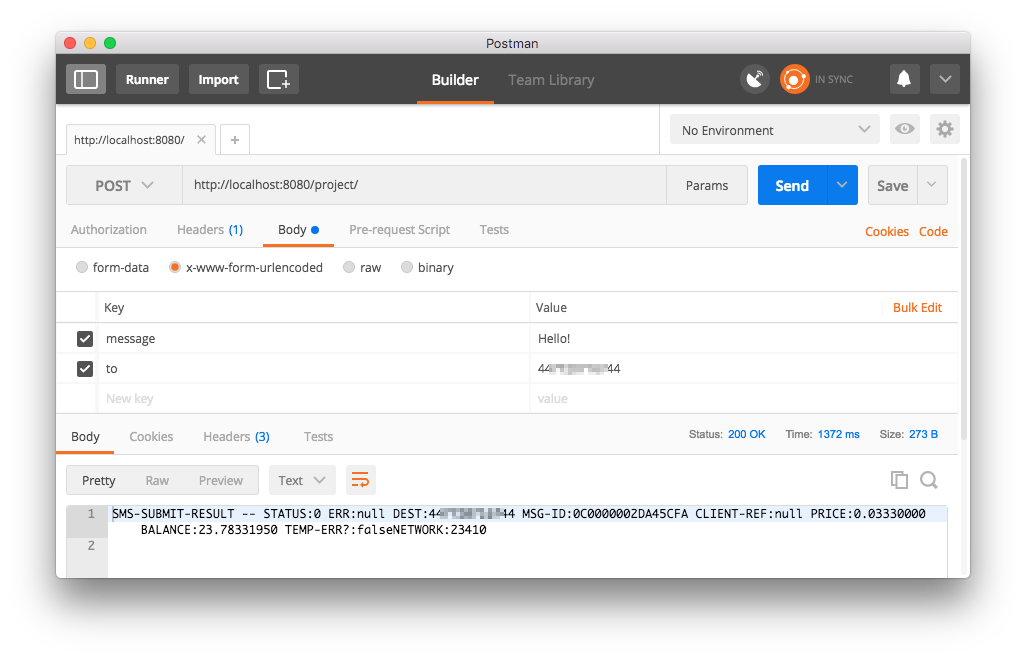 Postman
Runner Import Builder Team Library IN SYNC
http://localhost:8080/ No Environment
POST http://localhost:8080/project/ Params Send Save
Authorization Headers (1) Body Pre-request Script Tests Cookies Code
form-data x-www-form-urlencoded raw binary
Key Value Bulk Edit
message Hello!
to 44 44
New key value
Body Cookies Headers (3) Tests Status: 200 OK Time: 1372 ms Size: 273 B
Pretty Raw Preview Text
1 SMS-SUBMIT-RESULT -- STATUS:0 ERR:null DEST:44 44 MSG-ID:0C0000002DA45CFA CLIENT-REF:null PRICE:0.03330000
BALANCE:23.78331950 TEMP-ERR?:falseNETWORK:23410
2